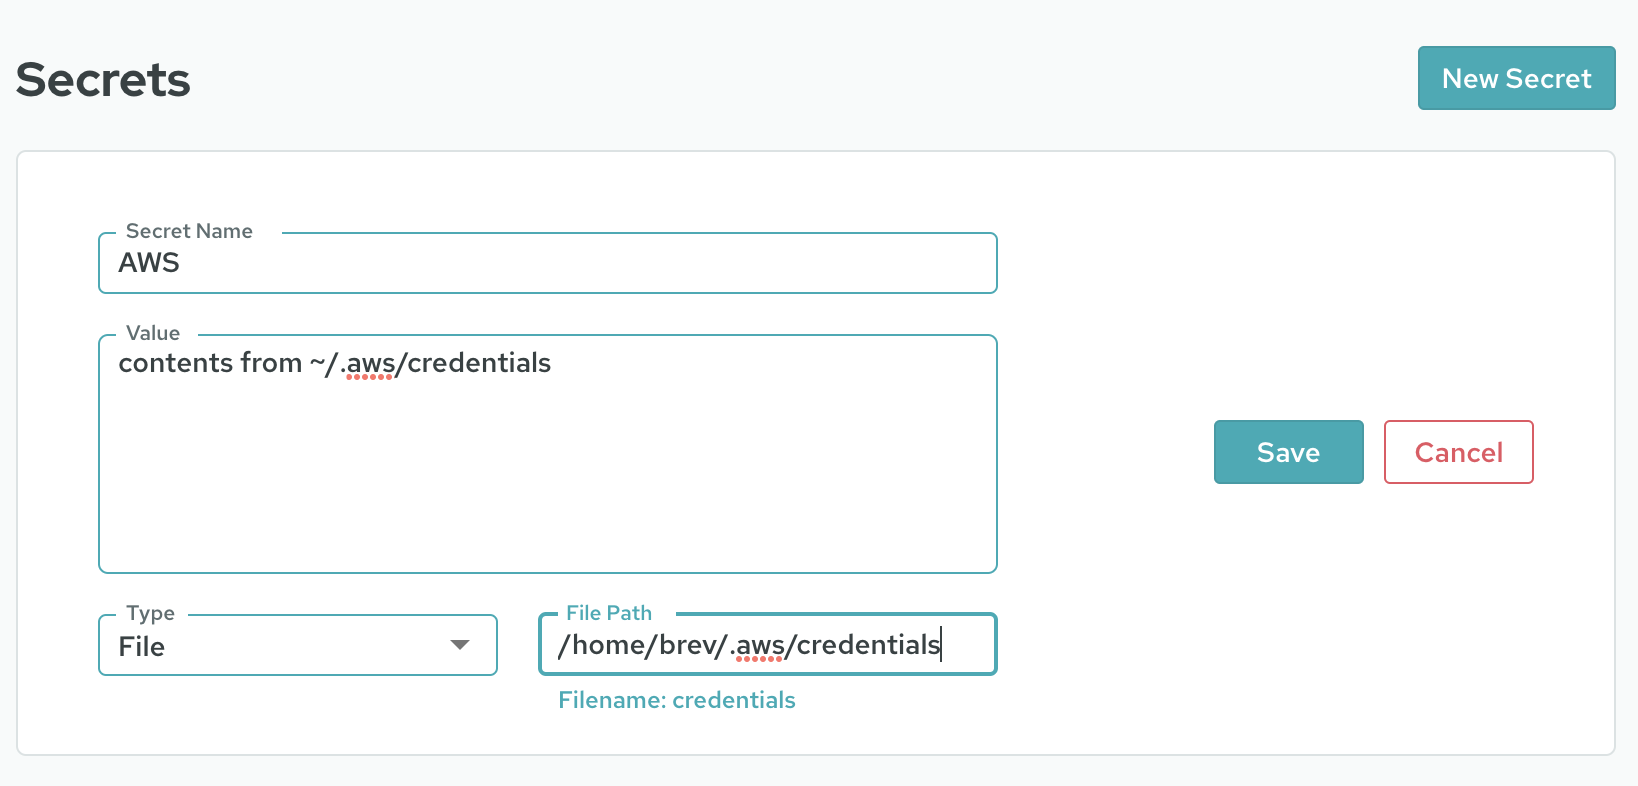 Secrets
New Secret
Secret Name
AWS
Value
contents from ~/.aws/credentials
Save
Cancel
Type
File
File Path
/home/brev/.aws/credentials
Filename: credentials